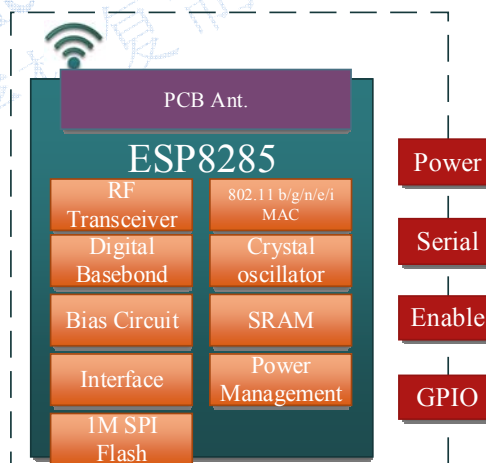 PCB Ant.
ESP8285
RF
Transceiver
802.11 b/g/n/e/i
MAC
Digital
Basebond
Crystal
oscillator
Bias Circuit
SRAM
Interface
Power
Management
1M SPI
Flash
Power
Serial
Enable
GPIO